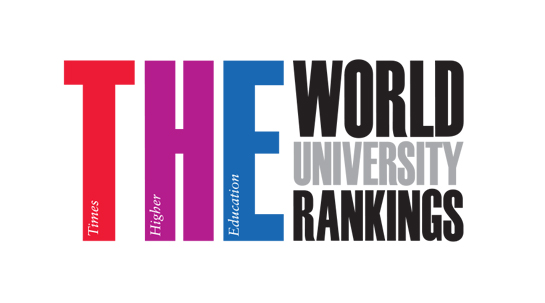 THE
Times
Higher
Education
WORLD
UNIVERSITY
RANKINGS